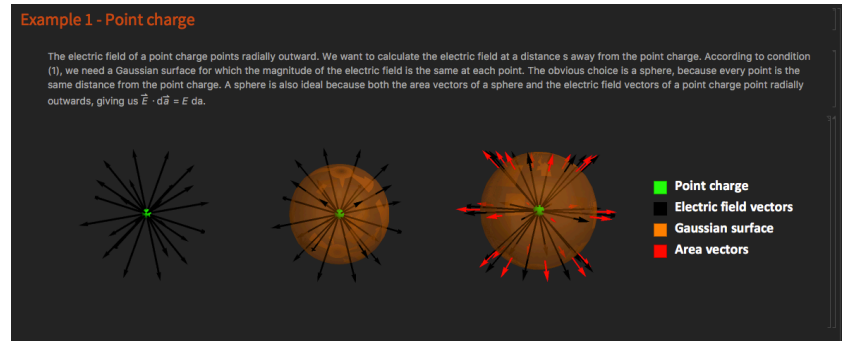 Example 1 - Point charge
The electric field of a point charge points radially outward. We want to calculate the electric field at a distance s away from the point charge. According to condition
(1), we need a Gaussian surface for which the magnitude of the electric field is the same at each point. The obvious choice is a sphere, because every point is the
same distance from the point charge. A sphere is also ideal because both the area vectors of a sphere and the electric field vectors of a point charge point radially
outwards, giving us E⃗ · da⃗ = E da.
Point charge
Electric field vectors
Gaussian surface
Area vectors